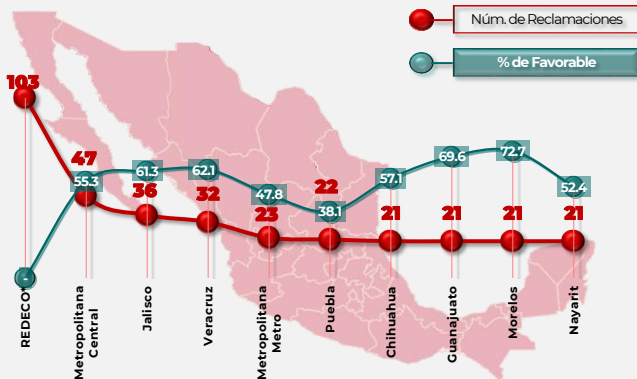 Núm. de Reclamaciones
% de Favorable
103
47
36
32
23
22
21
21
21
21
-
55.3
61.3
62.1
47.8
38.1
57.1
69.6
72.7
52.4
REDECO*
Metropolitana
Central
Jalisco
Veracruz
Metropolitana
Metro
Puebla
Chihuahua
Guanajuato
Morelos
Nayarit